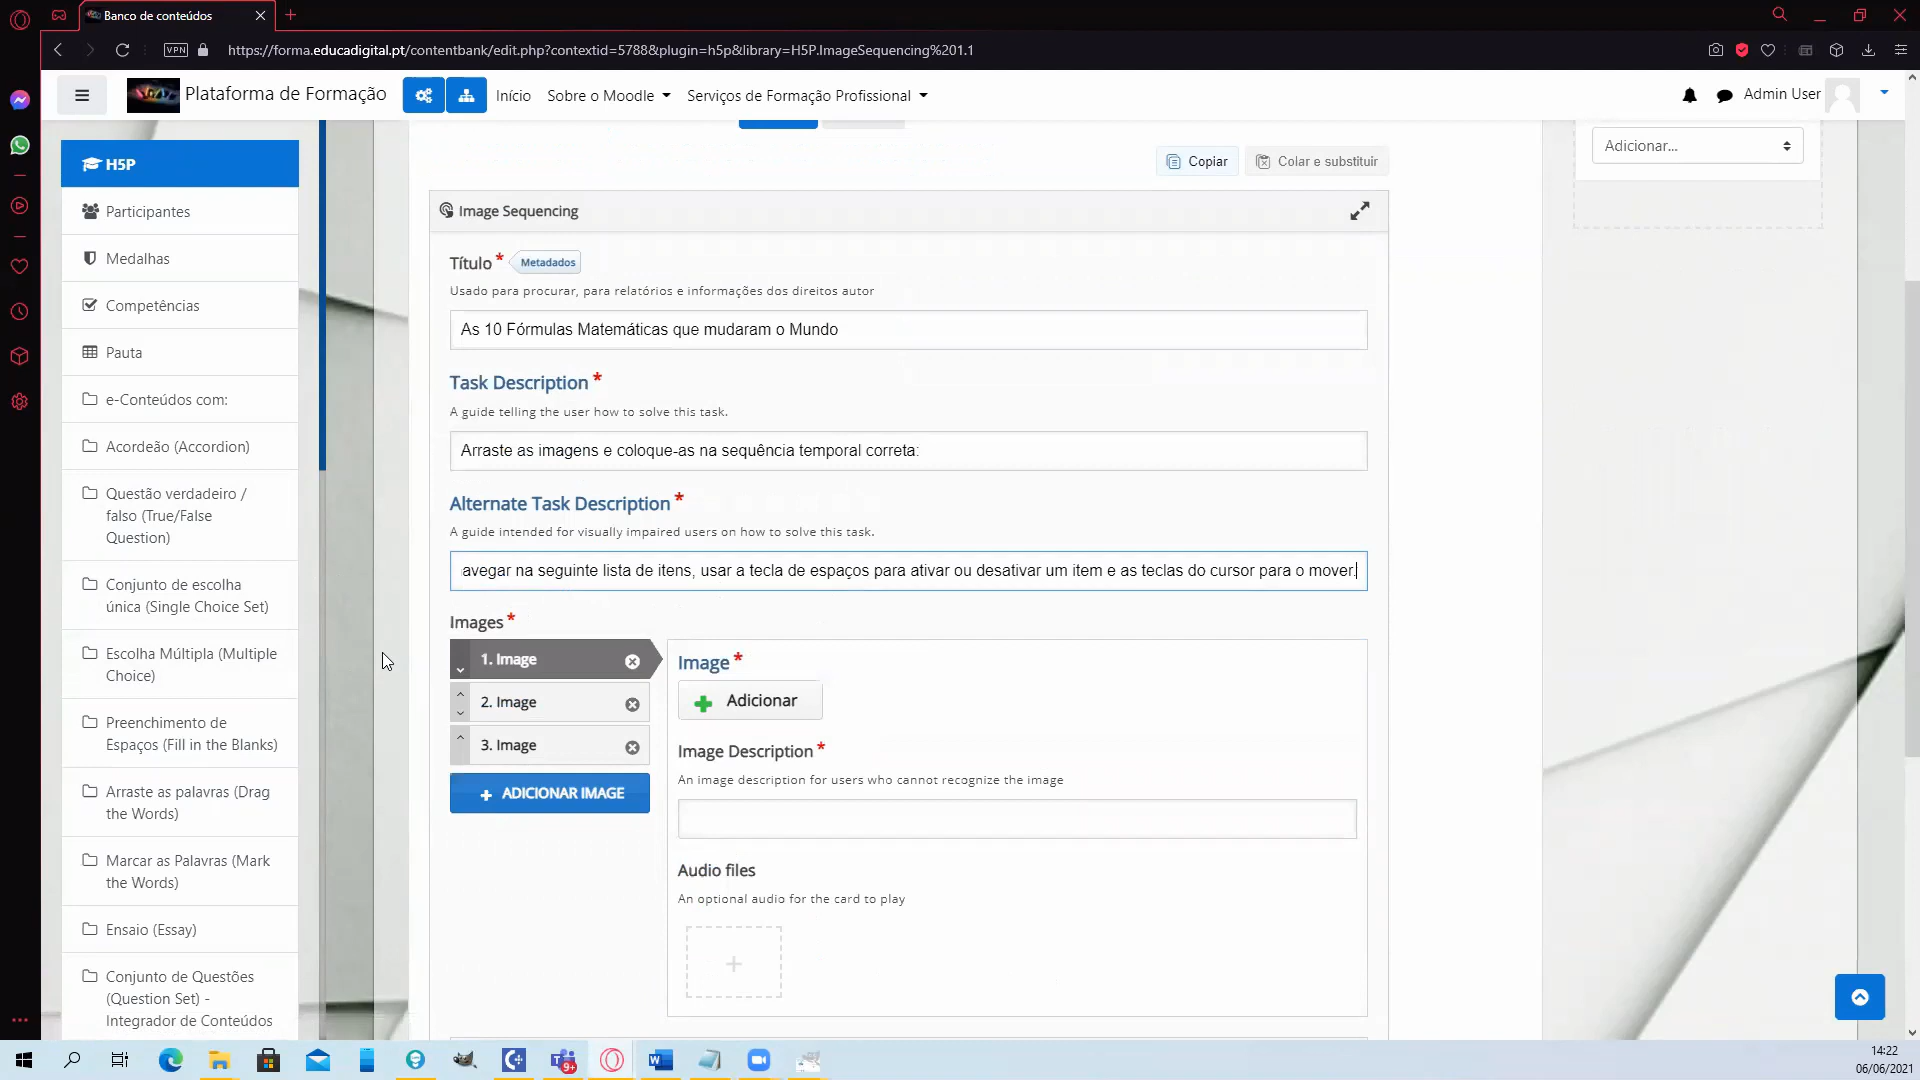 Banco de conteúdos
VPN
https://forma.educadigital.pt/contentbank/edit.php?contextid=5788&plugin=h5p&library=H5P.ImageSequencing%201.1
Plataforma de Formação
Início
Sobre o Moodle
Serviços de Formação Profissional
Admin User
H5P
Participantes
Medalhas
Competências
Pauta
e-Conteúdos com:
Acordeão (Accordion)
Questão verdadeiro /
falso (True/False
Question)
Conjunto de escolha
única (Single Choice Set)
Escolha Múltipla (Multiple
Choice)
Preenchimento de
Espaços (Fill in the Blanks)
Arraste as palavras (Drag
the Words)
Marcar as Palavras (Mark
the Words)
Ensaio (Essay)
Conjunto de Questões
(Question Set) -
Integrador de Conteúdos
Copiar
Colar e substituir
Image Sequencing
Título *
Metadados
Usado para procurar, para relatórios e informações dos direitos autor
As 10 Fórmulas Matemáticas que mudaram o Mundo
Task Description *
A guide telling the user how to solve this task.
Arraste as imagens e coloque-as na sequência temporal correta:
Alternate Task Description *
A guide intended for visually impaired users on how to solve this task.
avegar na seguinte lista de itens, usar a tecla de espaços para ativar ou desativar um item e as teclas do cursor para o mover.
Images *
1. Image
2. Image
3. Image
+ ADICIONAR IMAGE
Image *
Adicionar
Image Description *
An image description for users who cannot recognize the image
Audio files
An optional audio for the card to play
+
Adicionar...
9+
14:22
06/06/2021